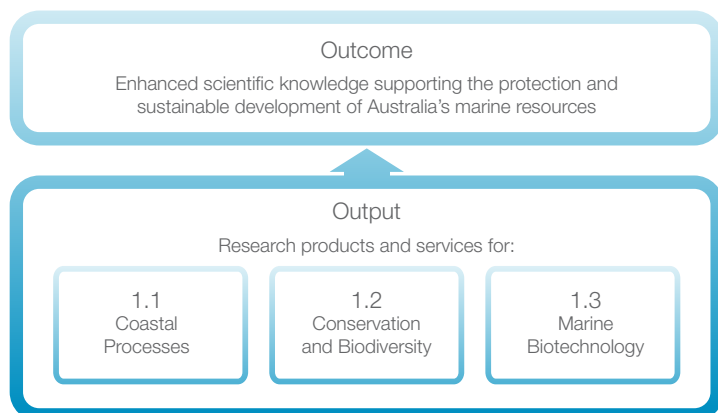 Outcome
Enhanced scientific knowledge supporting the protection and
sustainable development of Australia's marine resources
Output
Research products and services for:
1.1
Coastal
Processes
1.2
Conservation
and Biodiversity
1.3
Marine
Biotechnology